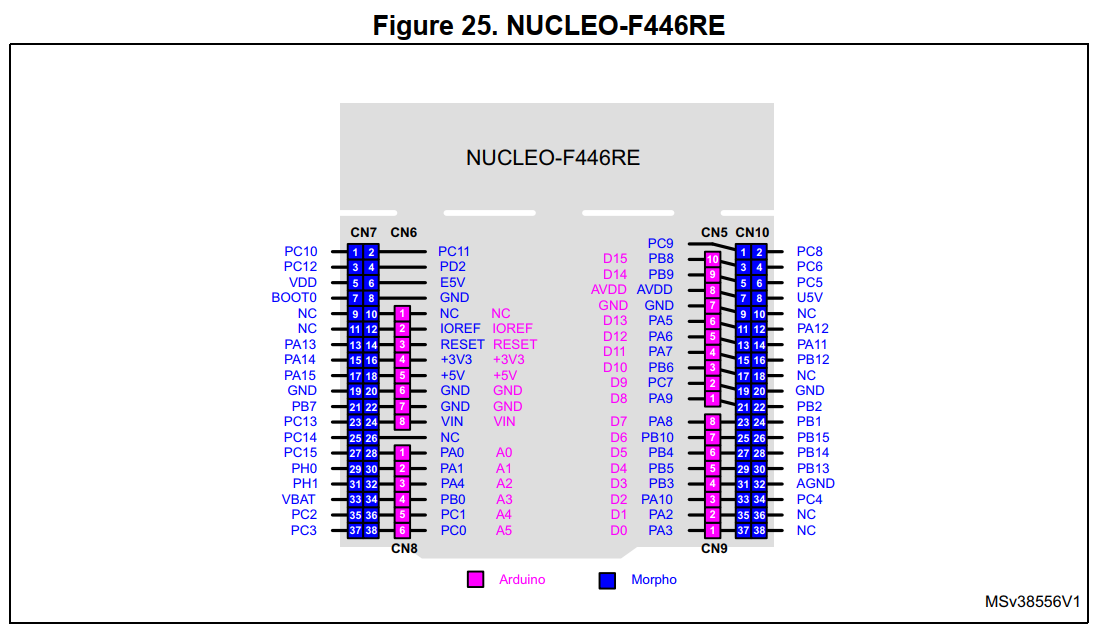 Figure 25. NUCLEO-F446RE
NUCLEO-F446RE
CN7 CN6 CN5 CN10
PC9
PC10 1 2 PC11 1 2 PC8
D15 PB8 10
PC12 3 4 PD2 3 4 PC6
D14 PB9 9
VDD 5 6 E5V 5 6 PC5
AVDD AVDD 8
BOOT0 7 8 GND 7 8 U5V
GND GND 7
NC 9 10 1 NC NC 9 10 NC
D13 PA5 6
NC 11 12 2 IOREF IOREF 11 12 PA12
D12 PA6 5
PA13 13 14 3 RESET RESET 13 14 PA11
D11 PA7 4
PA14 15 16 4 +3V3 +3V3 15 16 PB12
D10 PB6 3
PA15 17 18 5 +5V +5V 17 18 NC
D9 PC7 2
GND 19 20 6 GND GND 19 20 GND
D8 PA9 1
PB7 21 22 7 GND GND 21 22 PB2
PC13 23 24 8 VIN VIN D7 PA8 8 23 24 PB1
PC14 25 26 NC D6 PB10 7 25 26 PB15
PC15 27 28 1 PA0 A0 D5 PB4 6 27 28 PB14
PH0 29 30 2 PA1 A1 D4 PB5 5 29 30 PB13
PH1 31 32 3 PA4 A2 D3 PB3 4 31 32 AGND
VBAT 33 34 4 PB0 A3 D2 PA10 3 33 34 PC4
PC2 35 36 5 PC1 A4 D1 PA2 2 35 36 NC
PC3 37 38 6 PC0 A5 D0 PA3 1 37 38 NC
CN8 CN9
Arduino Morpho
MSv38556V1